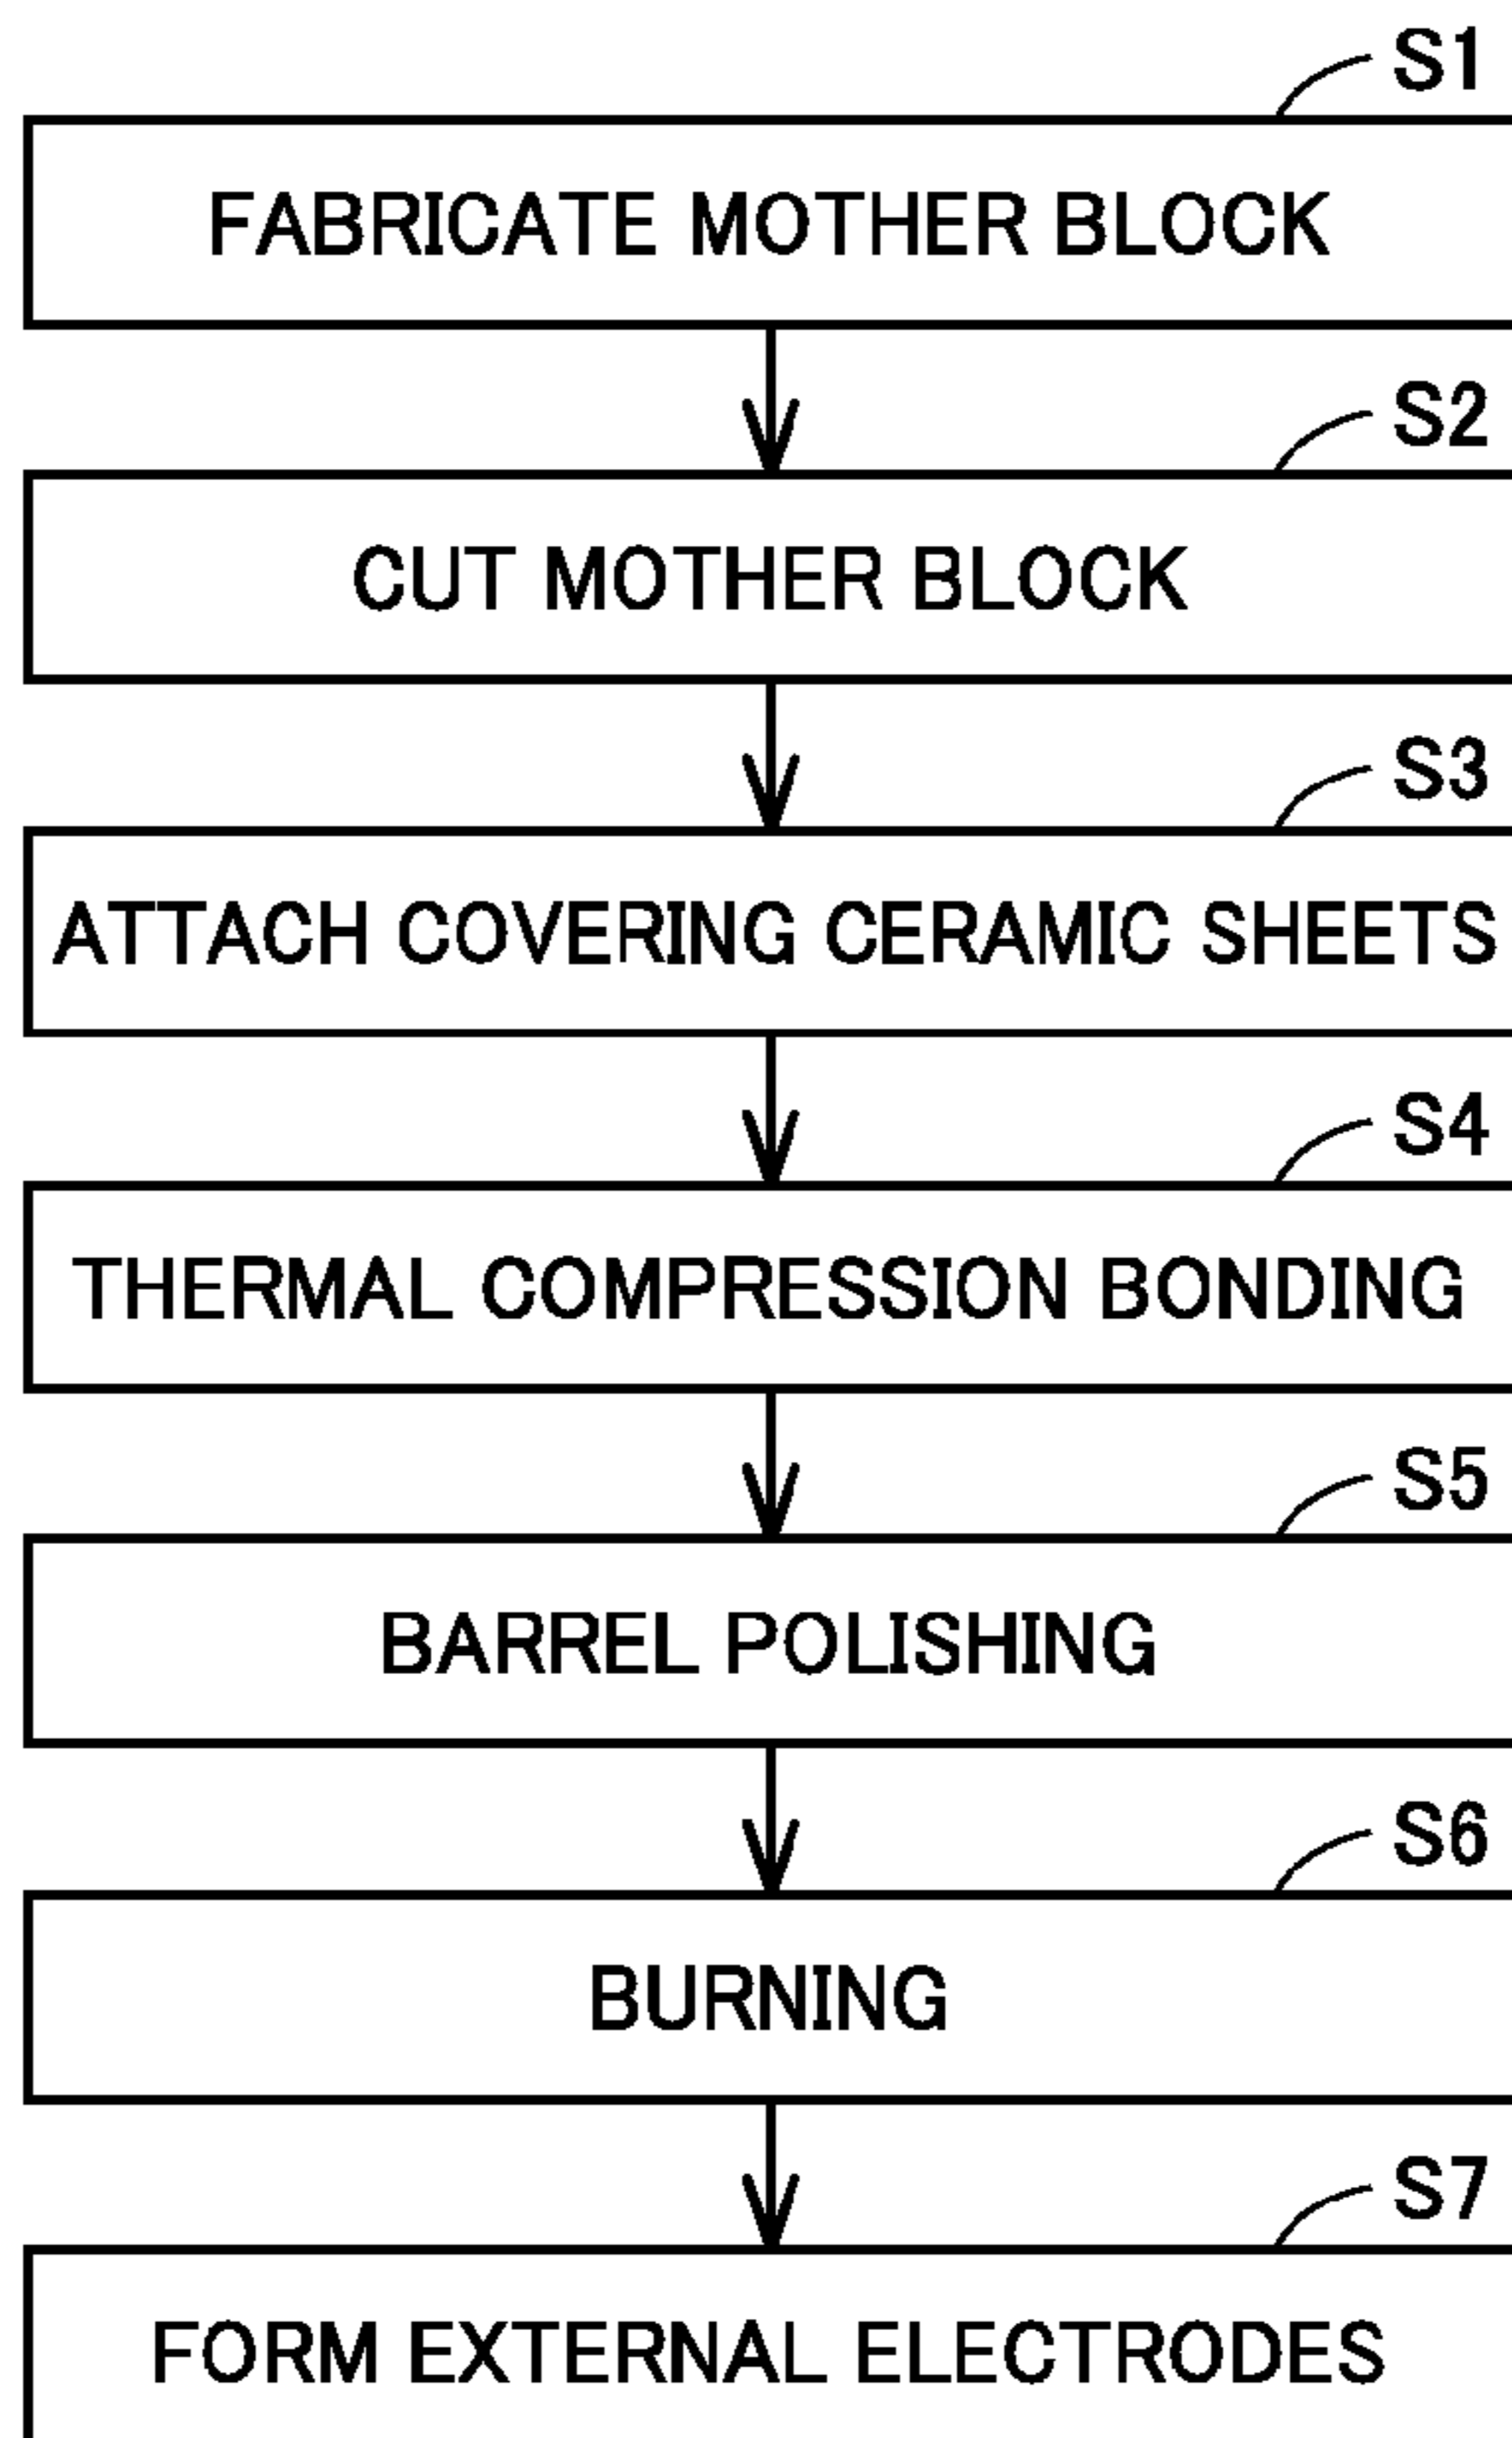 S1
FABRICATE MOTHER BLOCK
S2
CUT MOTHER BLOCK
S3
ATTACH COVERING CERAMIC SHEETS
S4
THERMAL COMPRESSION BONDING
S5
BARREL POLISHING
S6
BURNING
S7
FORM EXTERNAL ELECTRODES